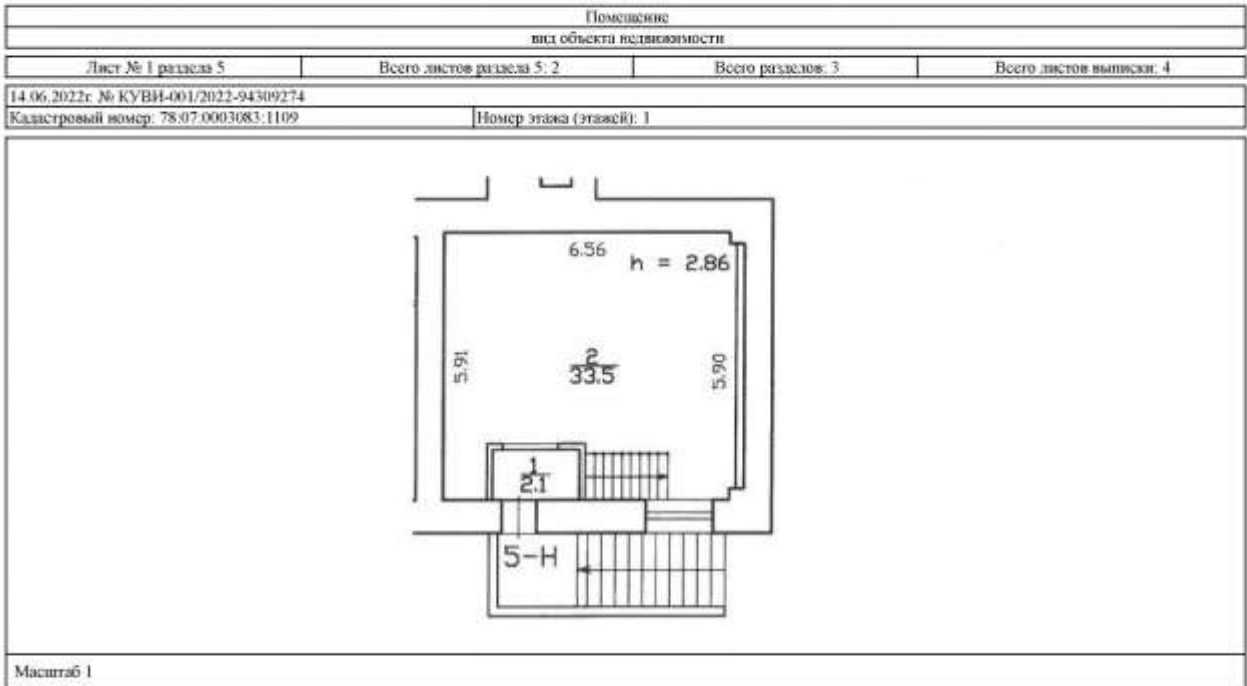 Помещение
вид объекта недвижимости
Лист № 1 раздела 5 Всего листов раздела 5: 2 Всего разделов: 3 Всего листов выписки: 4
14.06.2022г. № КУВИ-001/2022-94309274
Кадастровый номер: 78:07:0003083:1109 Номер этажа (этажей): 1
6.56
h = 2.86
5.91
2
33.5
5.90
1
2.1
5-Н
Масштаб 1